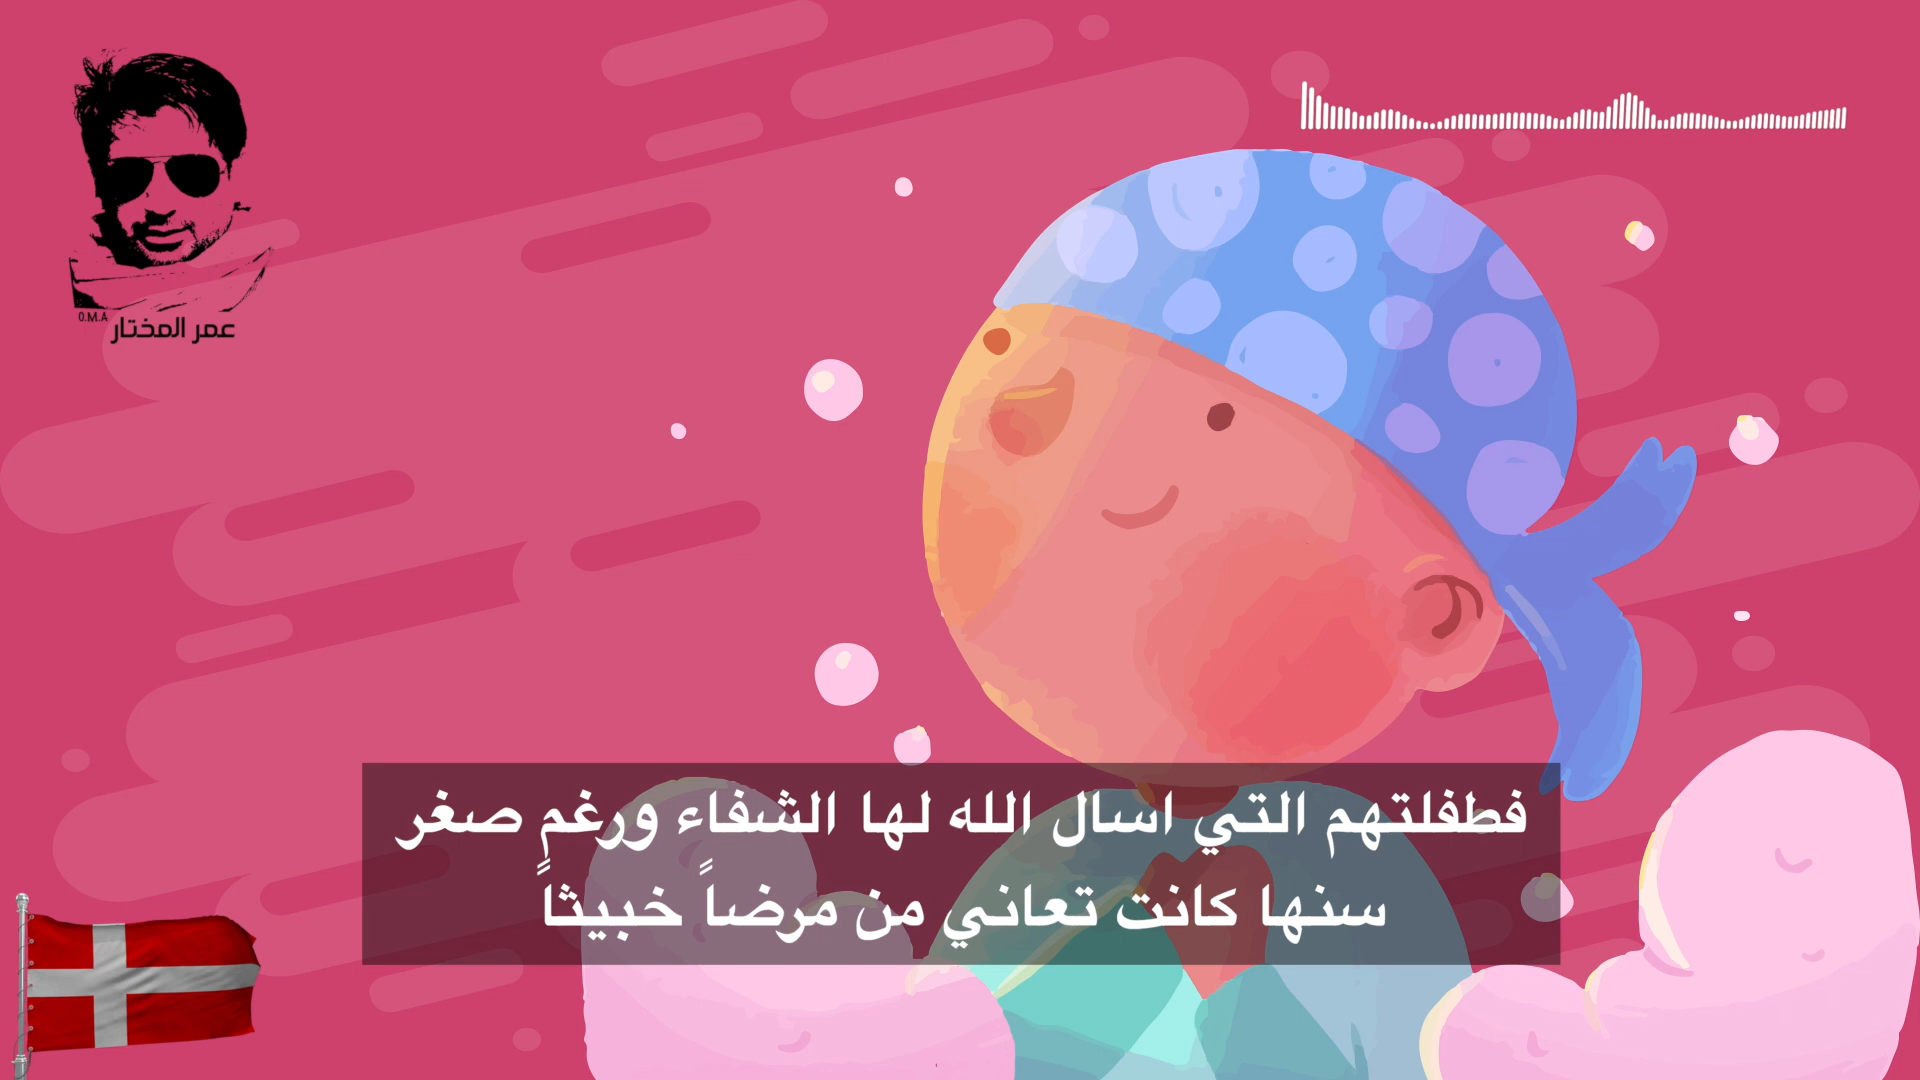 O.M.A
عمر المختار
فطفلتهم التي اسال الله لها الشفاء ورغمٍ صغر
سنها كانت تعاني من مرضاً خبيثاً